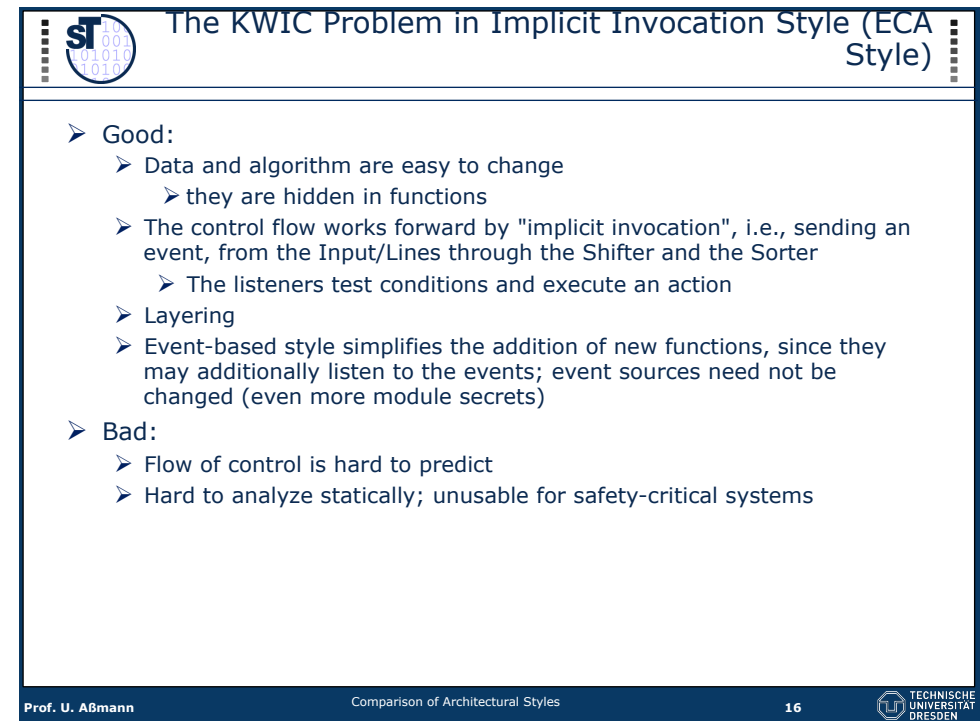 The KWIC Problem in Implicit Invocation Style (ECA
Style)
ST
➢ Good:
➢ Data and algorithm are easy to change
➢ they are hidden in functions
➢ The control flow works forward by "implicit invocation", i.e., sending an
event, from the Input/Lines through the Shifter and the Sorter
➢ The listeners test conditions and execute an action
➢ Layering
➢ Event-based style simplifies the addition of new functions, since they
may additionally listen to the events; event sources need not be
changed (even more module secrets)
➢ Bad:
➢ Flow of control is hard to predict
➢ Hard to analyze statically; unusable for safety-critical systems
Prof. U. Aßmann
Comparison of Architectural Styles
16
TECHNISCHE
UNIVERSITÄT
DRESDEN